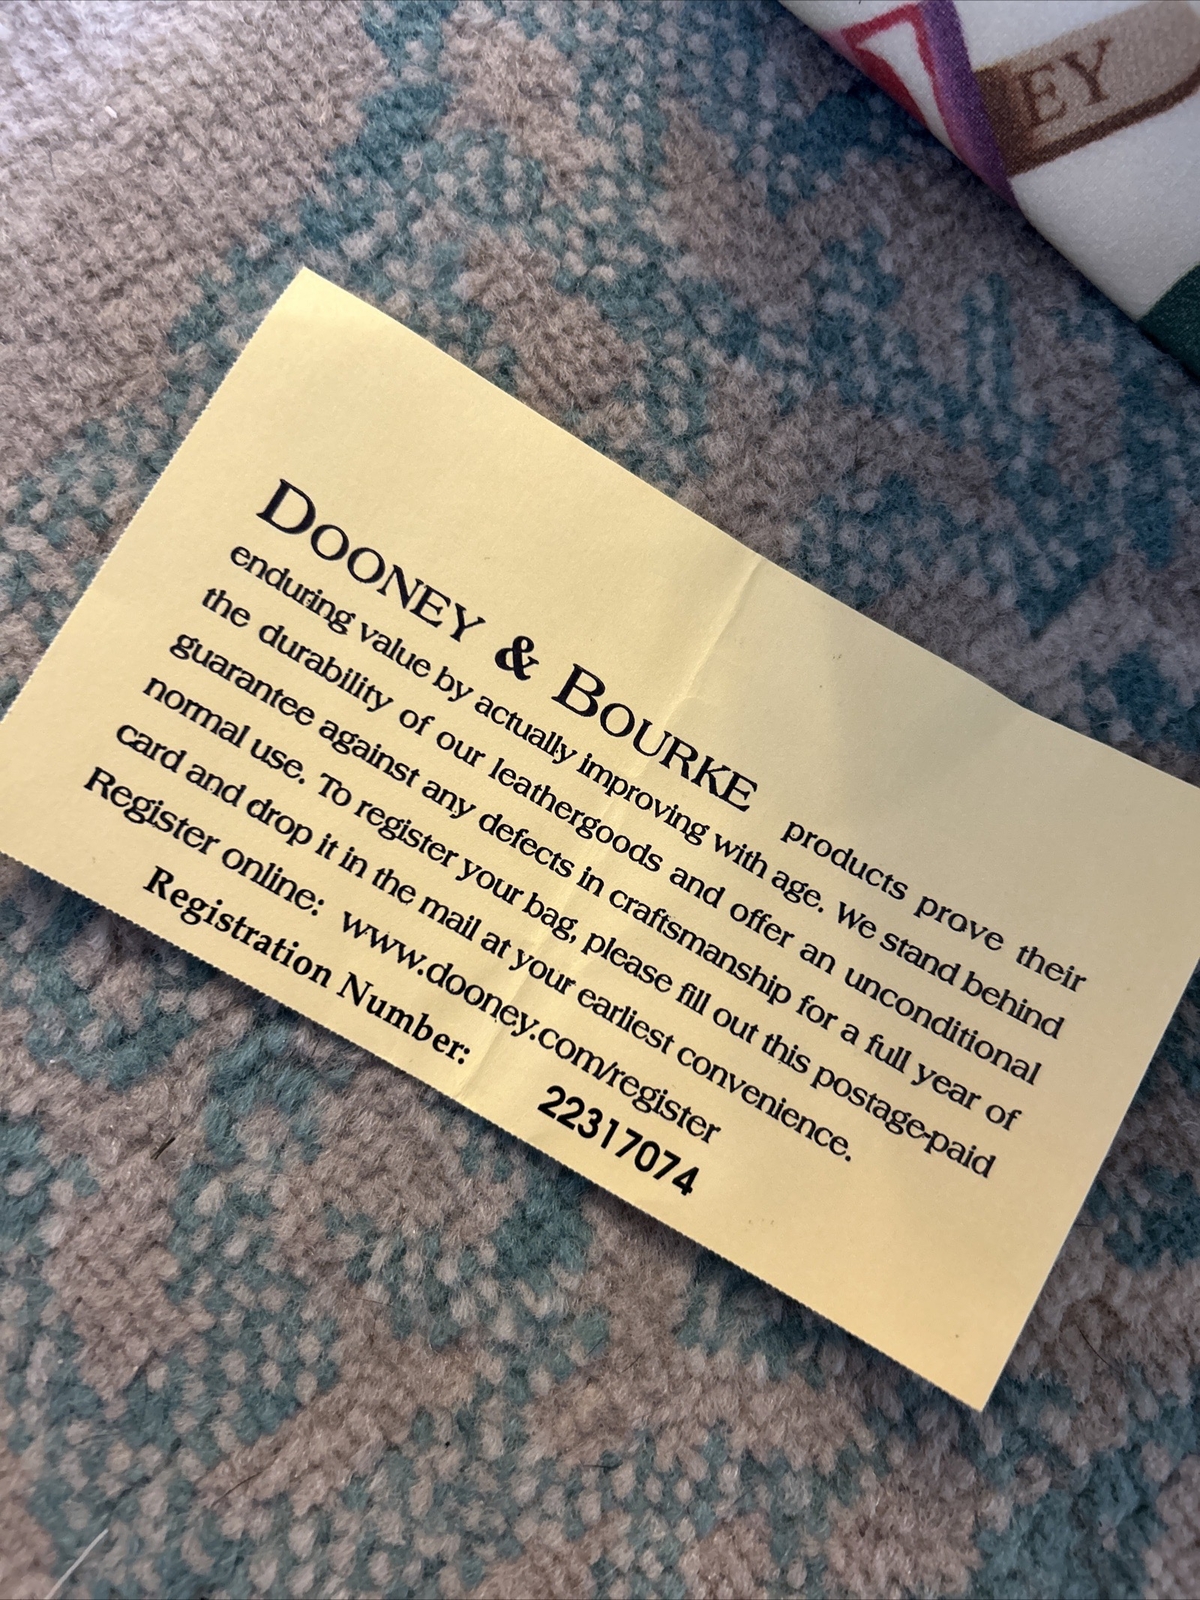 EY
DOONEY & BOURKE products prove their
enduring value by actually improving with age. We stand behind
the durability of our leathergoods and offer an unconditional
guarantee against any defects in craftsmanship for a full year of
normal use. To register your bag, please fill out this postage-paid
card and drop it in the mail at your earliest convenience.
Register online: www.dooney.com/register
Registration Number: 22317074